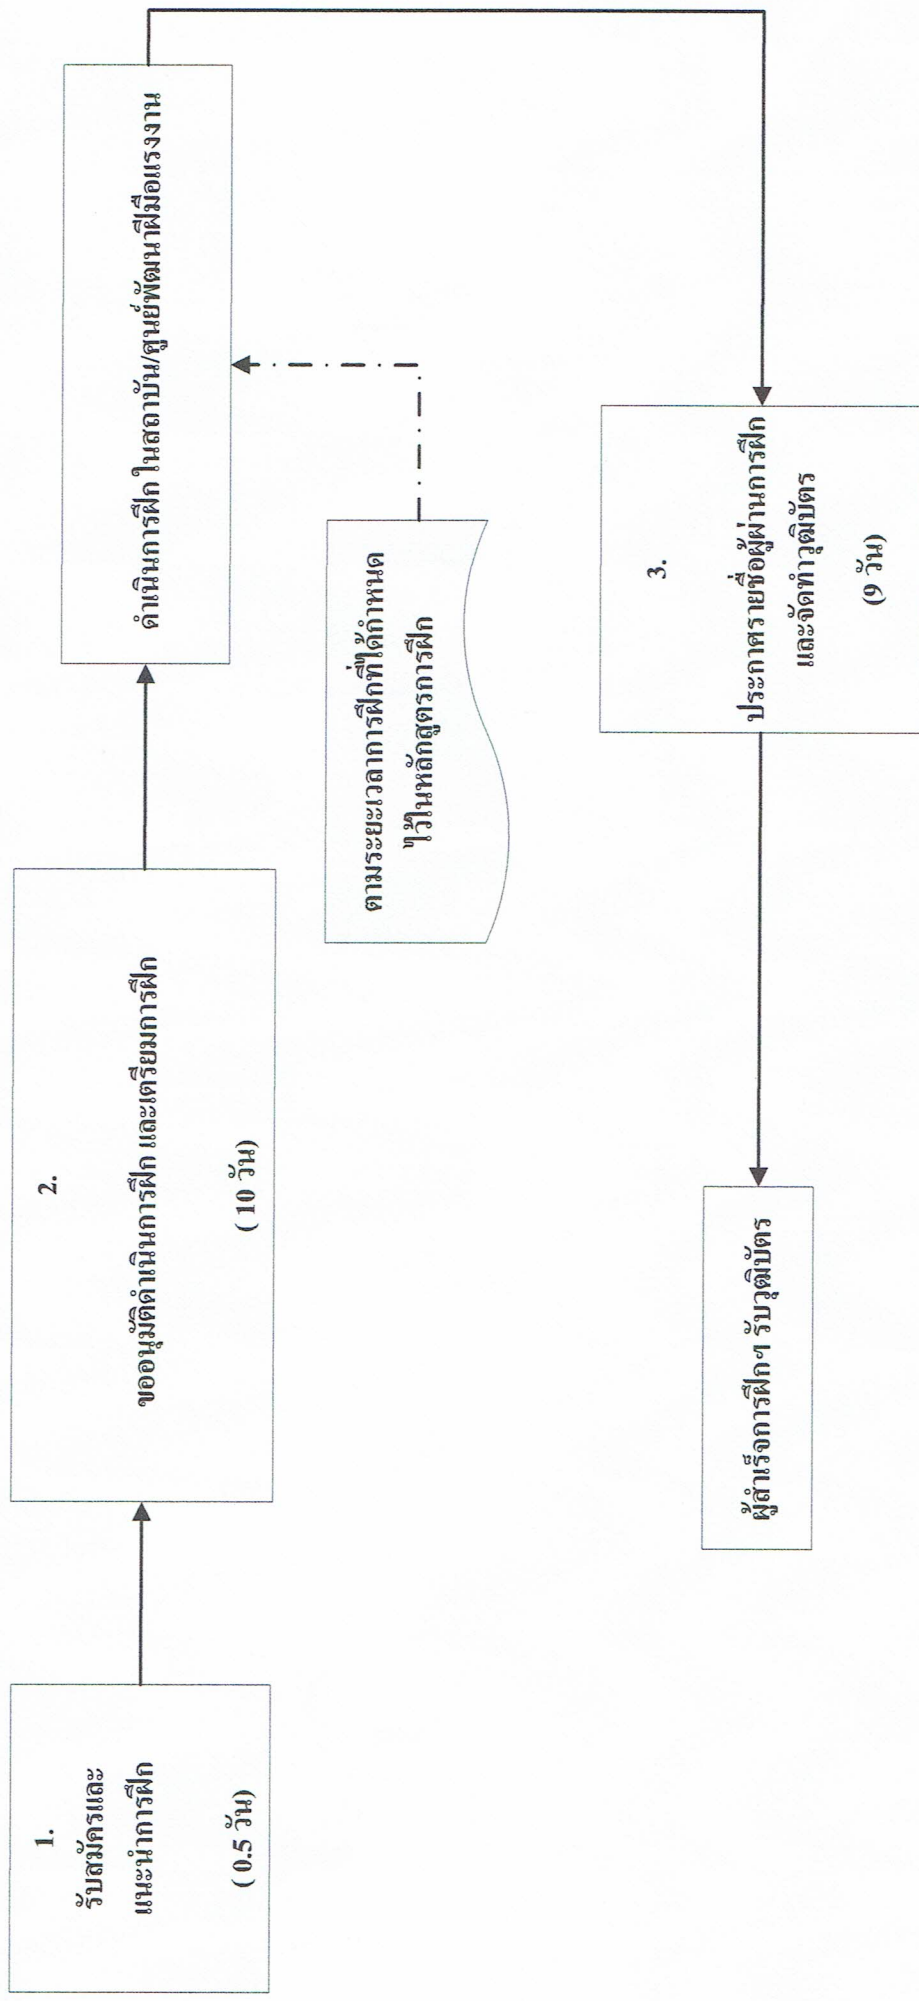 1.
รับสมัครและ
แนะนำการฝึก
( 0.5 วัน)
2.
ขออนุมัติดำเนินการฝึก และเตรียมการฝึก
( 10 วัน)
ดำเนินการฝึก ในสถาบัน/ศูนย์พัฒนาฝีมือแรงงาน
ตามระยะเวลาการฝึกที่ได้กำหนด
ไว้ในหลักสูตรการฝึก
3.
ประกาศรายชื่อผู้ผ่านการฝึก
และจัดทำวุฒิบัตร
(9 วัน)
ผู้สำเร็จการฝึกฯ รับวุฒิบัตร